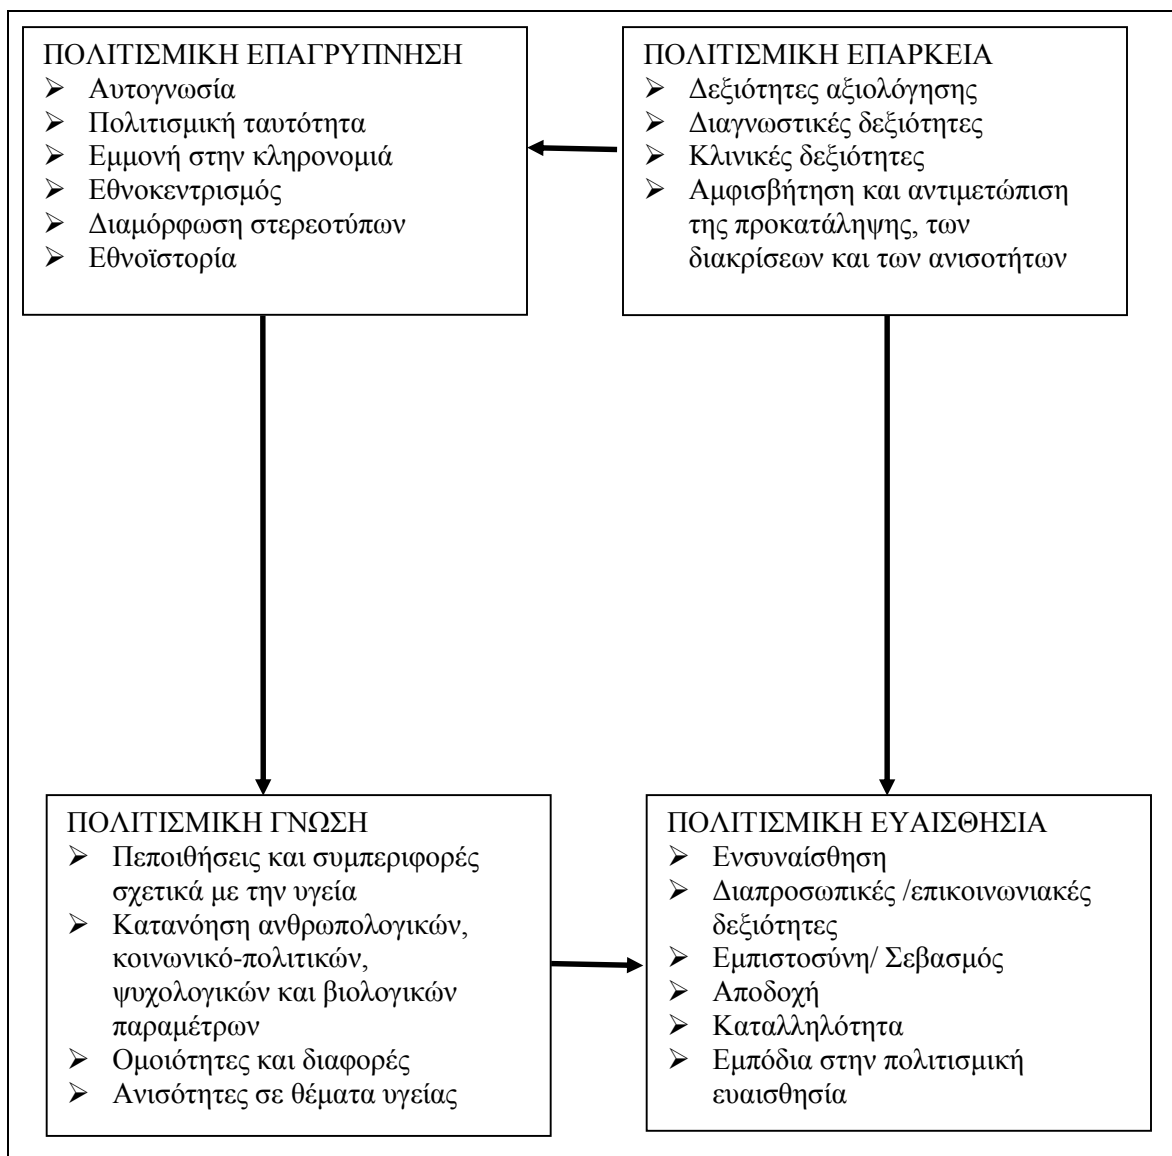 ΠΟΛΙΤΙΣΜΙΚΗ ΕΠΑΓΡΥΠΝΗΣΗ
➢ Αυτογνωσία
➢ Πολιτισμική ταυτότητα
➢ Εμμονή στην κληρονομιά
➢ Εθνοκεντρισμός
➢ Διαμόρφωση στερεοτύπων
➢ Εθνοϊστορία
ΠΟΛΙΤΙΣΜΙΚΗ ΕΠΑΡΚΕΙΑ
➢ Δεξιότητες αξιολόγησης
➢ Διαγνωστικές δεξιότητες
➢ Κλινικές δεξιότητες
➢ Αμφισβήτηση και αντιμετώπιση
της προκατάληψης, των
διακρίσεων και των ανισοτήτων
ΠΟΛΙΤΙΣΜΙΚΗ ΓΝΩΣΗ
➢ Πεποιθήσεις και συμπεριφορές
σχετικά με την υγεία
➢ Κατανόηση ανθρωπολογικών,
κοινωνικό-πολιτικών,
ψυχολογικών και βιολογικών
παραμέτρων
➢ Ομοιότητες και διαφορές
➢ Ανισότητες σε θέματα υγείας
ΠΟΛΙΤΙΣΜΙΚΗ ΕΥΑΙΣΘΗΣΙΑ
➢ Ενσυναίσθηση
➢ Διαπροσωπικές /επικοινωνιακές
δεξιότητες
➢ Εμπιστοσύνη/ Σεβασμός
➢ Αποδοχή
➢ Καταλληλότητα
➢ Εμπόδια στην πολιτισμική
ευαισθησία